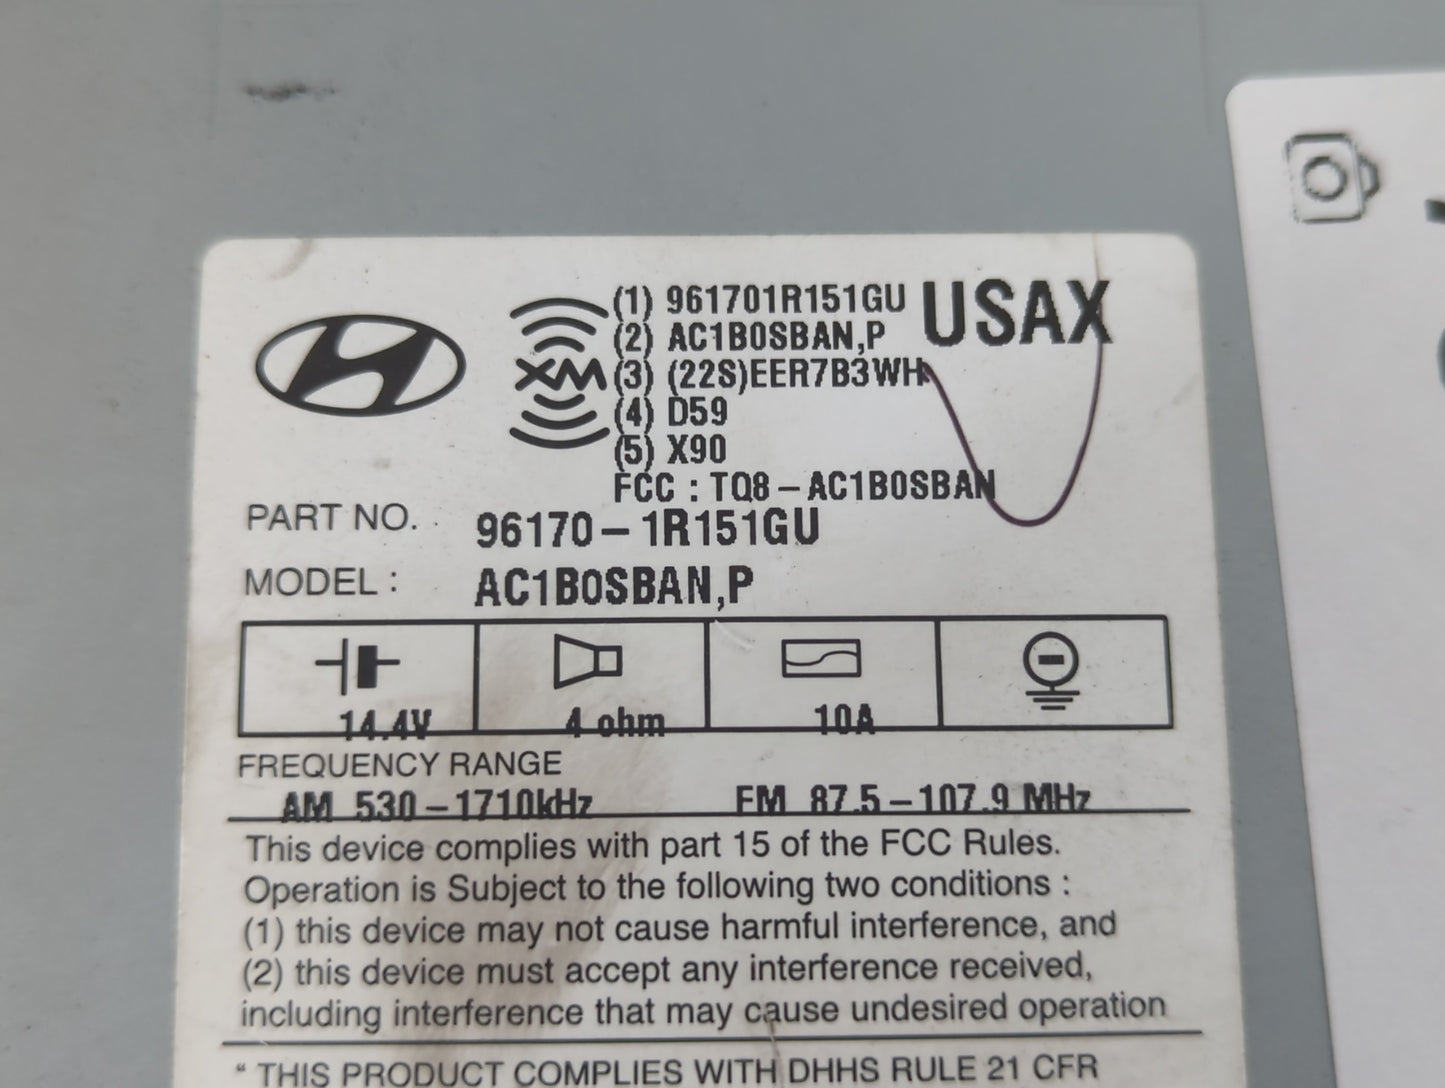 XM
(1) 961701R151GU USAX
(2) AC1B0SBAN,P
(3) (22S)EER7B3WH
(4) D59
(5) X90
FCC : TQ8-AC1B0SBAN
PART NO. 96170-1R151GU
MODEL : AC1B0SBAN,P
14.4V 4 ohm 10A
FREQUENCY RANGE
AM 530-1710kHz FM 87.5-107.9 MHz
This device complies with part 15 of the FCC Rules.
Operation is Subject to the following two conditions :
(1) this device may not cause harmful interference, and
(2) this device must accept any interference received,
including interference that may cause undesired operation
" THIS PRODUCT COMPLIES WITH DHHS RULE 21 CFR